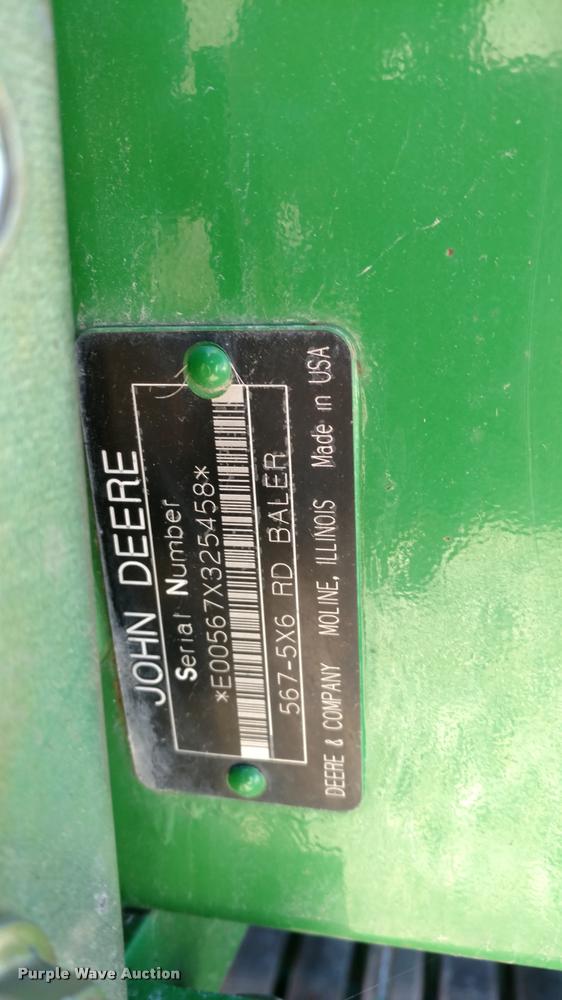 JOHN DEERE
Serial Number
*E00567X325458*
567-5X6 RD BALER
DEERE & COMPANY MOLINE, ILLINOIS Made in USA
Purple Wave Auction